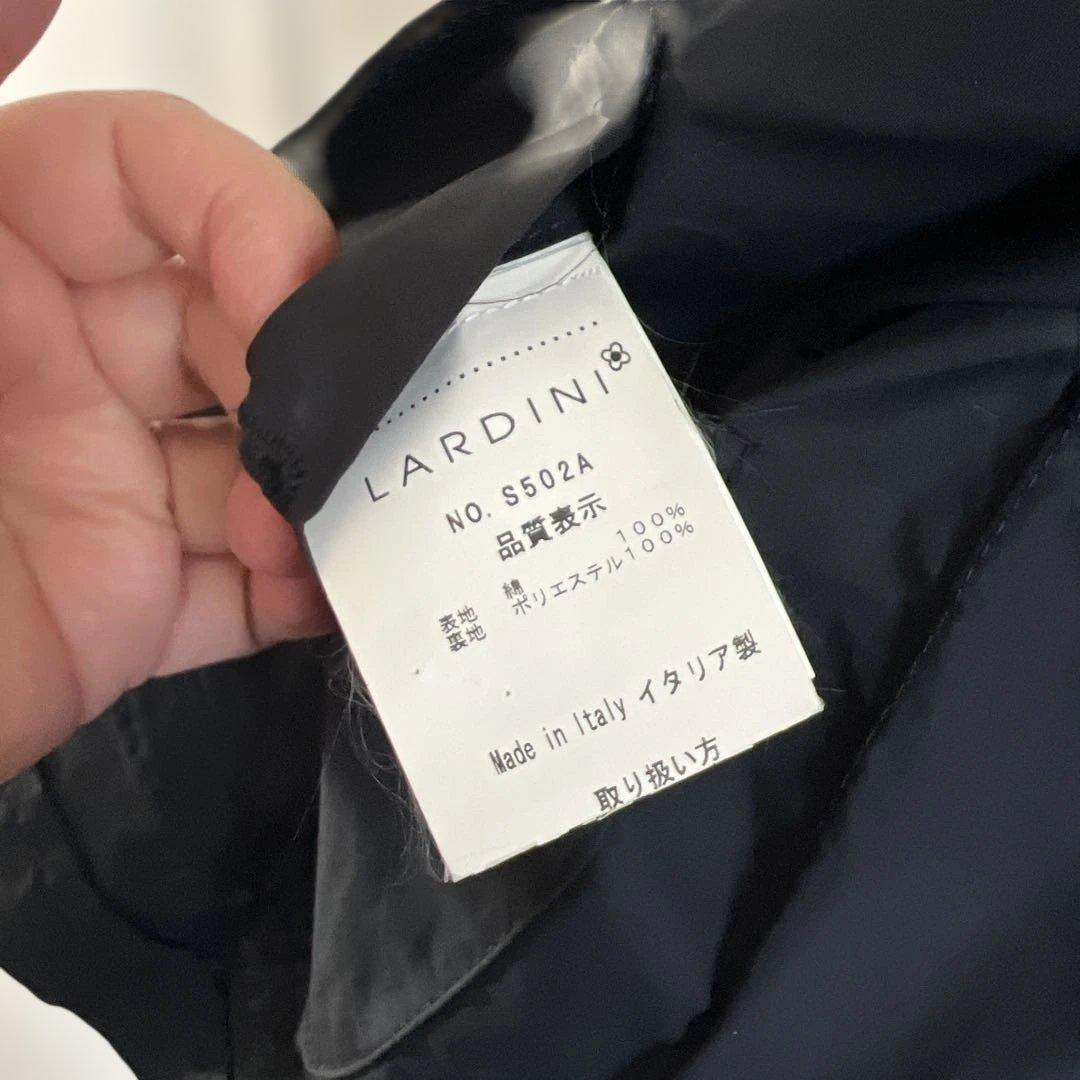 LARDINI
NO. S502A
品質表示
表地 綿 100%
裏地 ポリエステル100%
Made in Italy イタリア製
取り扱い方